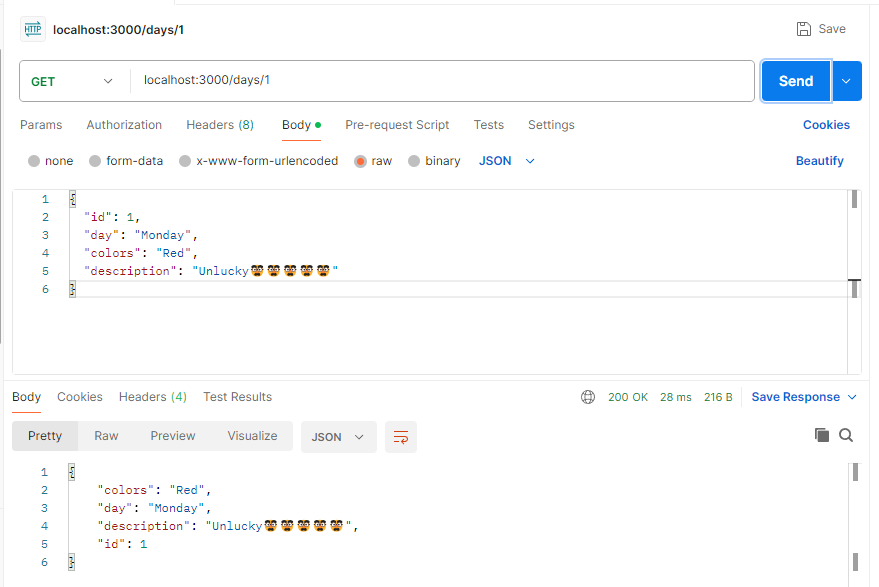 HTTP localhost:3000/days/1 Save
GET localhost:3000/days/1 Send
Params Authorization Headers (8) Body Pre-request Script Tests Settings Cookies
none form-data x-www-form-urlencoded raw binary JSON Beautify
1 {
2 "id": 1,
3 "day": "Monday",
4 "colors": "Red",
5 "description": "Unlucky🥸🥸🥸🥸🥸"
6 }
Body Cookies Headers (4) Test Results 200 OK 28 ms 216 B Save Response
Pretty Raw Preview Visualize JSON
1 {
2 "colors": "Red",
3 "day": "Monday",
4 "description": "Unlucky🥸🥸🥸🥸🥸",
5 "id": 1
6 }